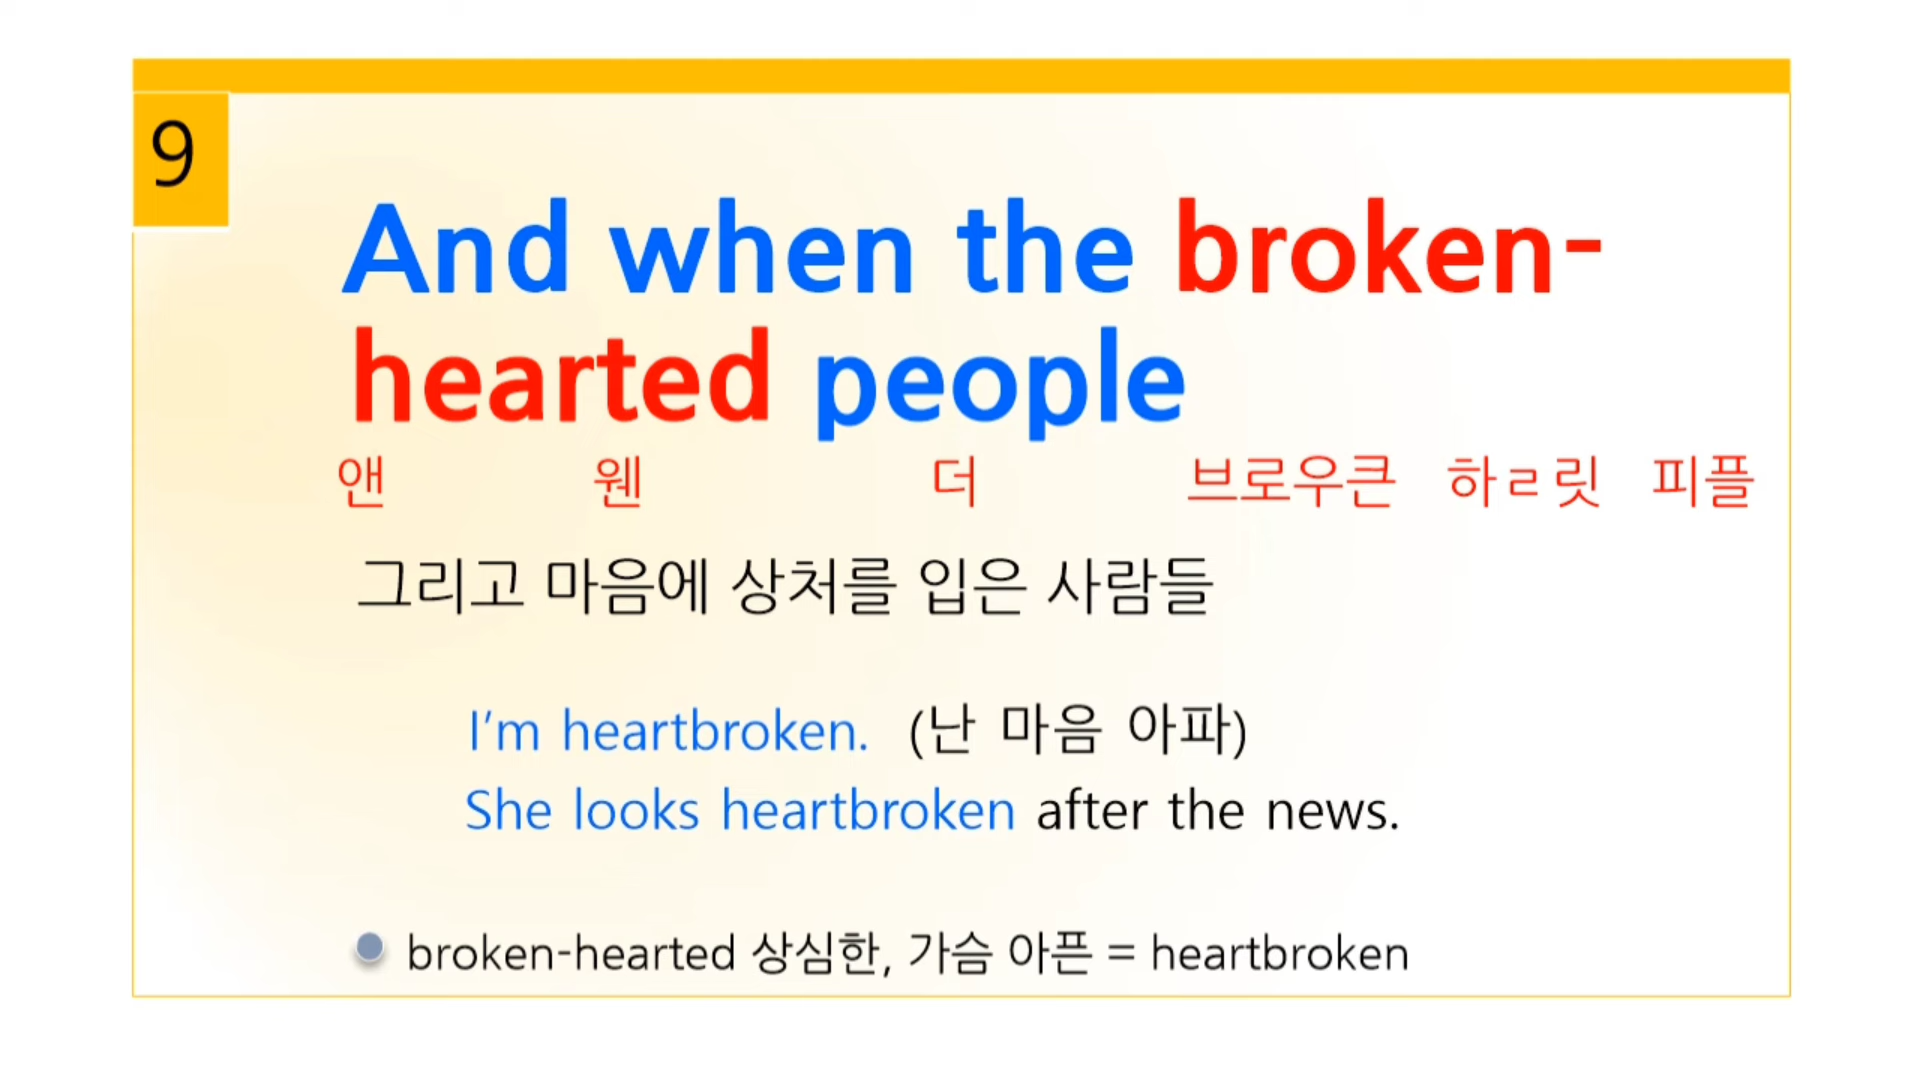 9
And when the broken-
hearted people
앤 웬 더 브로우큰 하ㄹ릿 피플
그리고 마음에 상처를 입은 사람들
I'm heartbroken. (난 마음 아파)
She looks heartbroken after the news.
broken-hearted 상심한, 가슴 아픈 = heartbroken